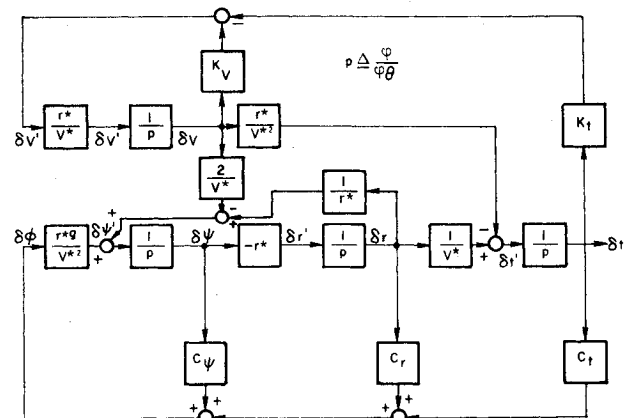 −
K_V
p ≜ φ/φθ
δV̇ r*/V* δV' 1/p δV r*/V*² K_t
2/V*
1/r*
+ − +
δφ r*g/V*² δψ' + 1/p δψ −r* δr' 1/p δr 1/V* − + δt' 1/p δt
C_ψ C_r C_t
+ + + +